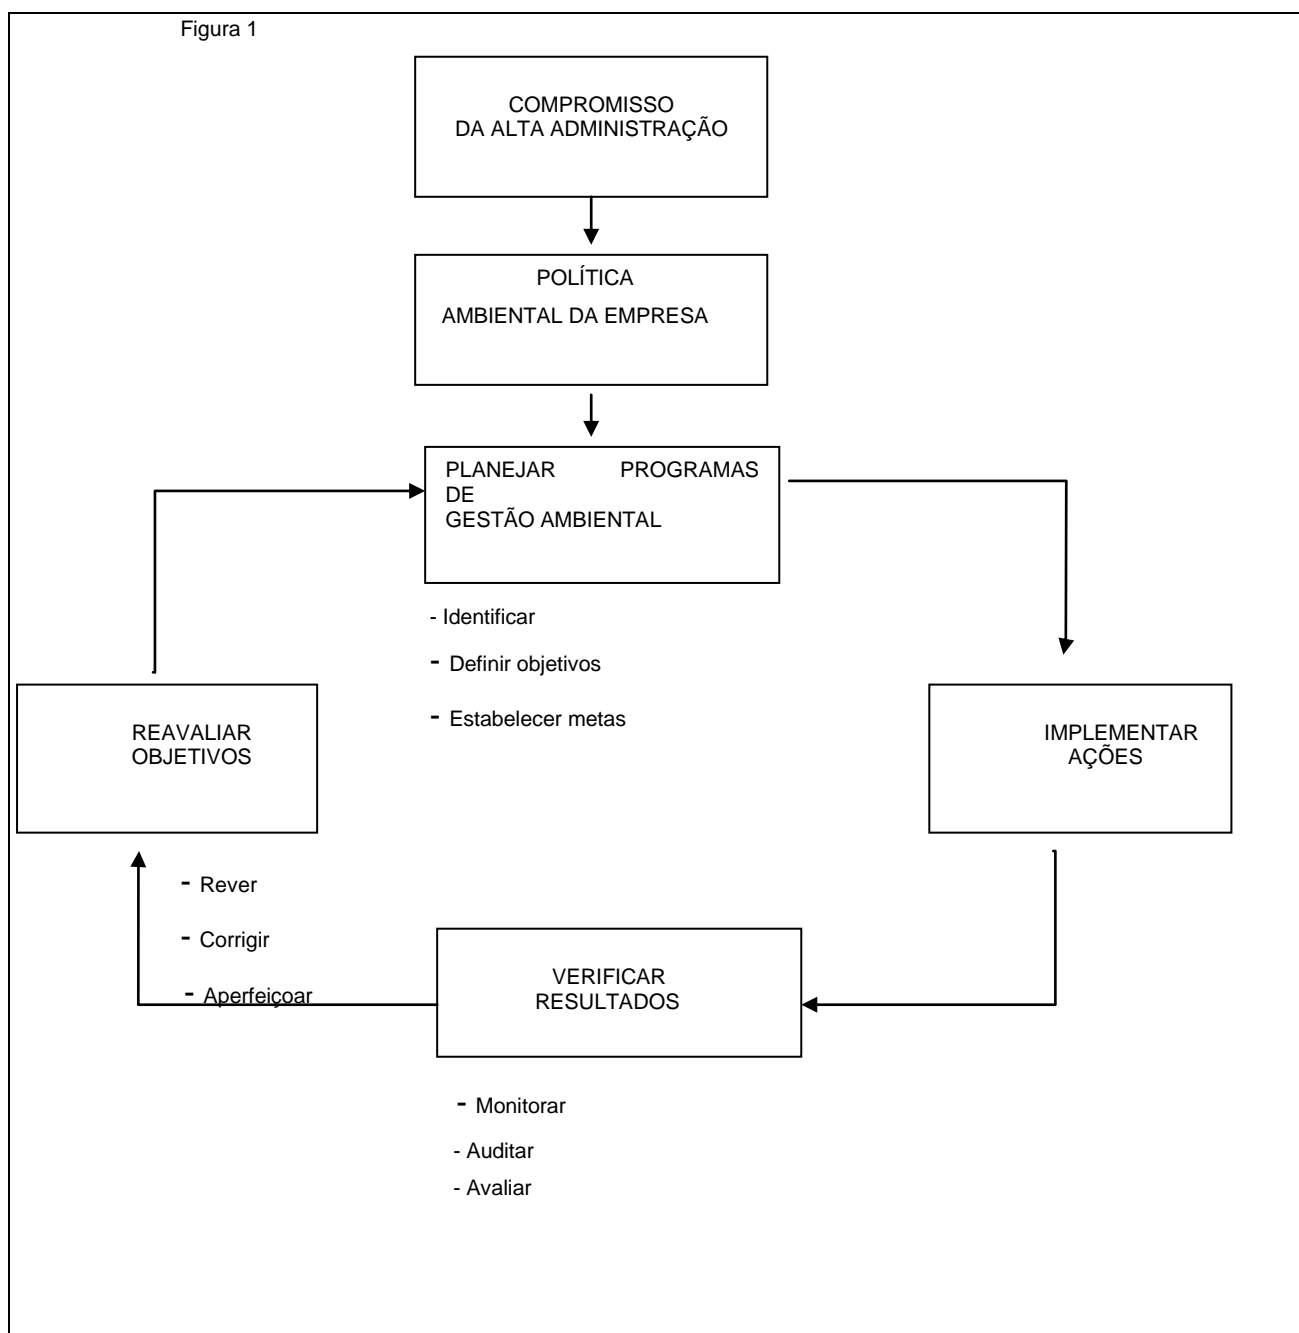 Figura 1
COMPROMISSO
DA ALTA ADMINISTRAÇÃO
POLÍTICA
AMBIENTAL DA EMPRESA
PLANEJAR PROGRAMAS
DE
GESTÃO AMBIENTAL
- Identificar
- Definir objetivos
- Estabelecer metas
REAVALIAR
OBJETIVOS
IMPLEMENTAR
AÇÕES
- Rever
- Corrigir
- Aperfeiçoar
VERIFICAR
RESULTADOS
- Monitorar
- Auditar
- Avaliar